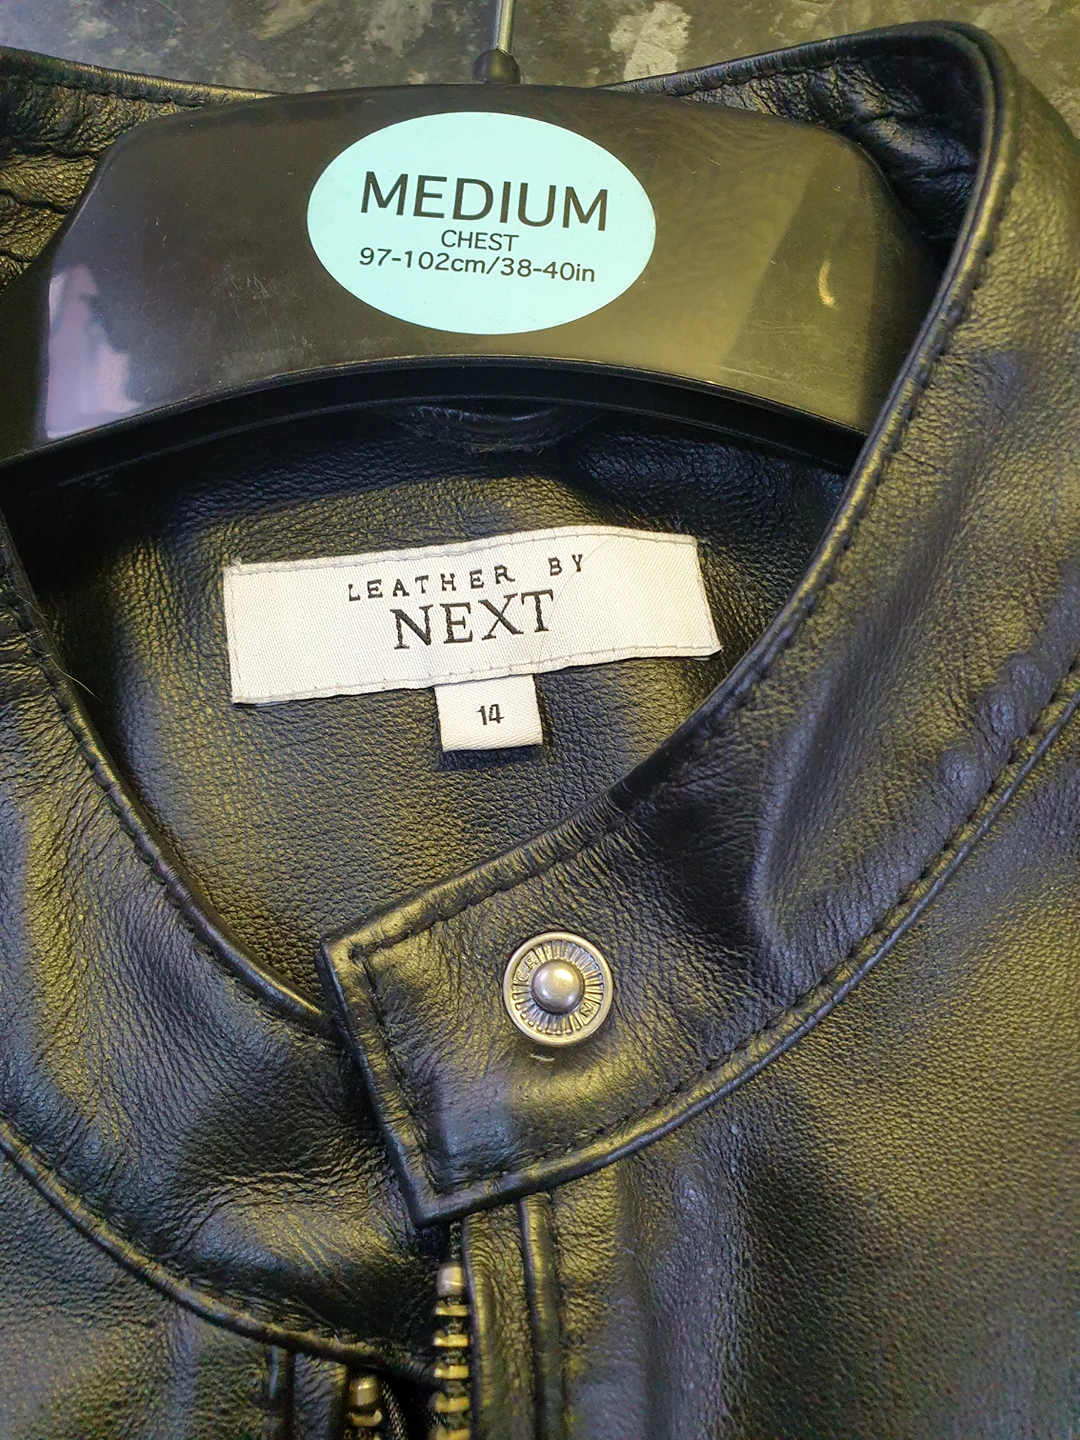 MEDIUM
CHEST
97-102cm/38-40in
LEATHER BY
NEXT
14